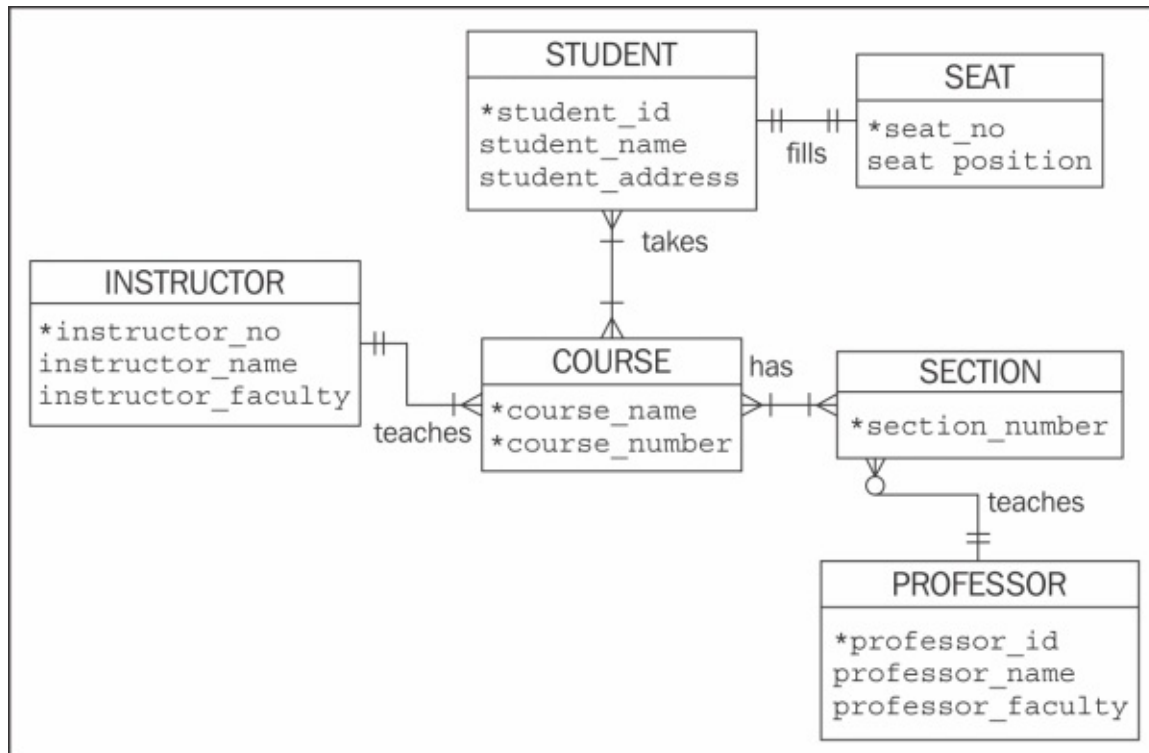 STUDENT
*student_id
student_name
student_address
fills
SEAT
*seat_no
seat position
takes
INSTRUCTOR
*instructor_no
instructor_name
instructor_faculty
teaches
COURSE
*course_name
*course_number
has
SECTION
*section_number
teaches
PROFESSOR
*professor_id
professor_name
professor_faculty